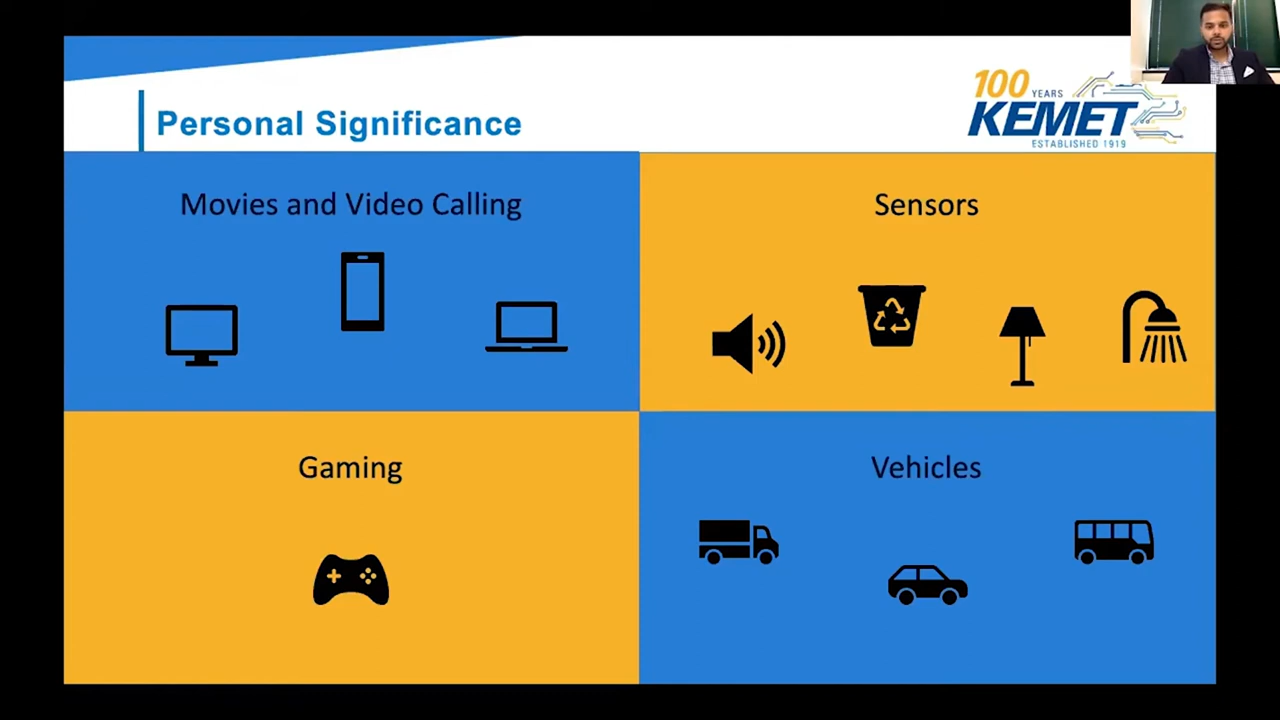 Personal Significance
100 YEARS
KEMET
ESTABLISHED 1919
Movies and Video Calling
Sensors
Gaming
Vehicles